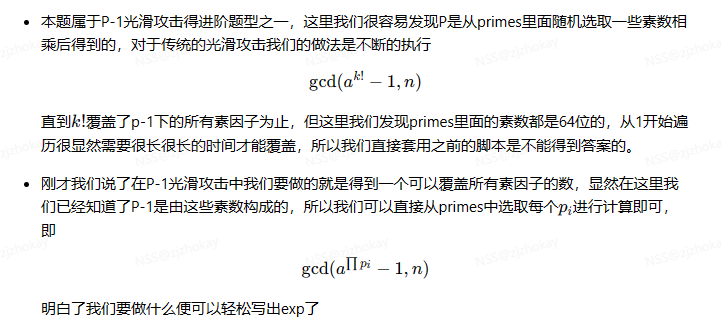 本题属于P-1光滑攻击得进阶题型之一，这里我们很容易发现P是从primes里面随机选取一些素数相
乘后得到的，对于传统的光滑攻击我们的做法是不断的执行
gcd(a^{k!} − 1, n)
直到k!覆盖了p-1下的所有素因子为止，但这里我们发现primes里面的素数都是64位的，从1开始遍
历很显然需要很长很长的时间才能覆盖，所以我们直接套用之前的脚本是不能得到答案的。
刚才我们说了在P-1光滑攻击中我们要做的就是得到一个可以覆盖所有素因子的数，显然在这里我
们已经知道了P-1是由这些素数构成的，所以我们可以直接从primes中选取每个p_i进行计算即可，
即
gcd(a^{∏ p_i} − 1, n)
明白了我们要做什么便可以轻松写出exp了
NSS@zjzhokay